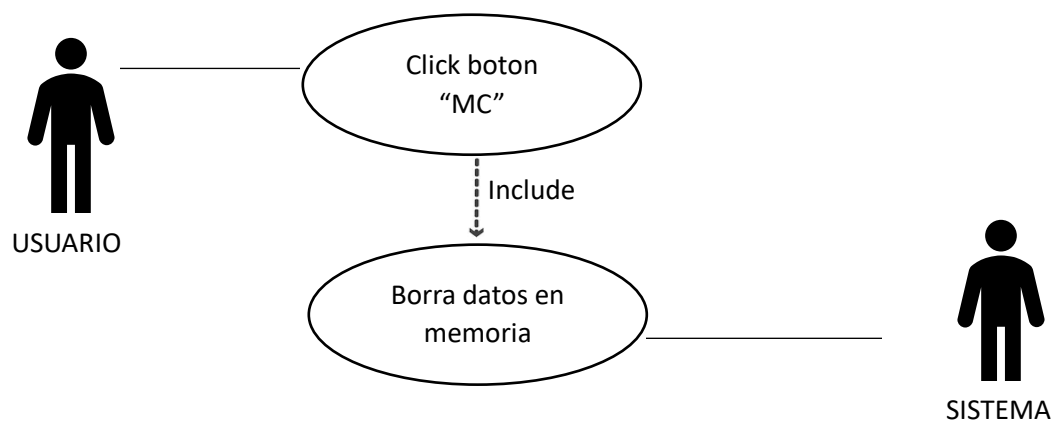 Click boton
“MC”
Include
USUARIO
Borra datos en
memoria
SISTEMA